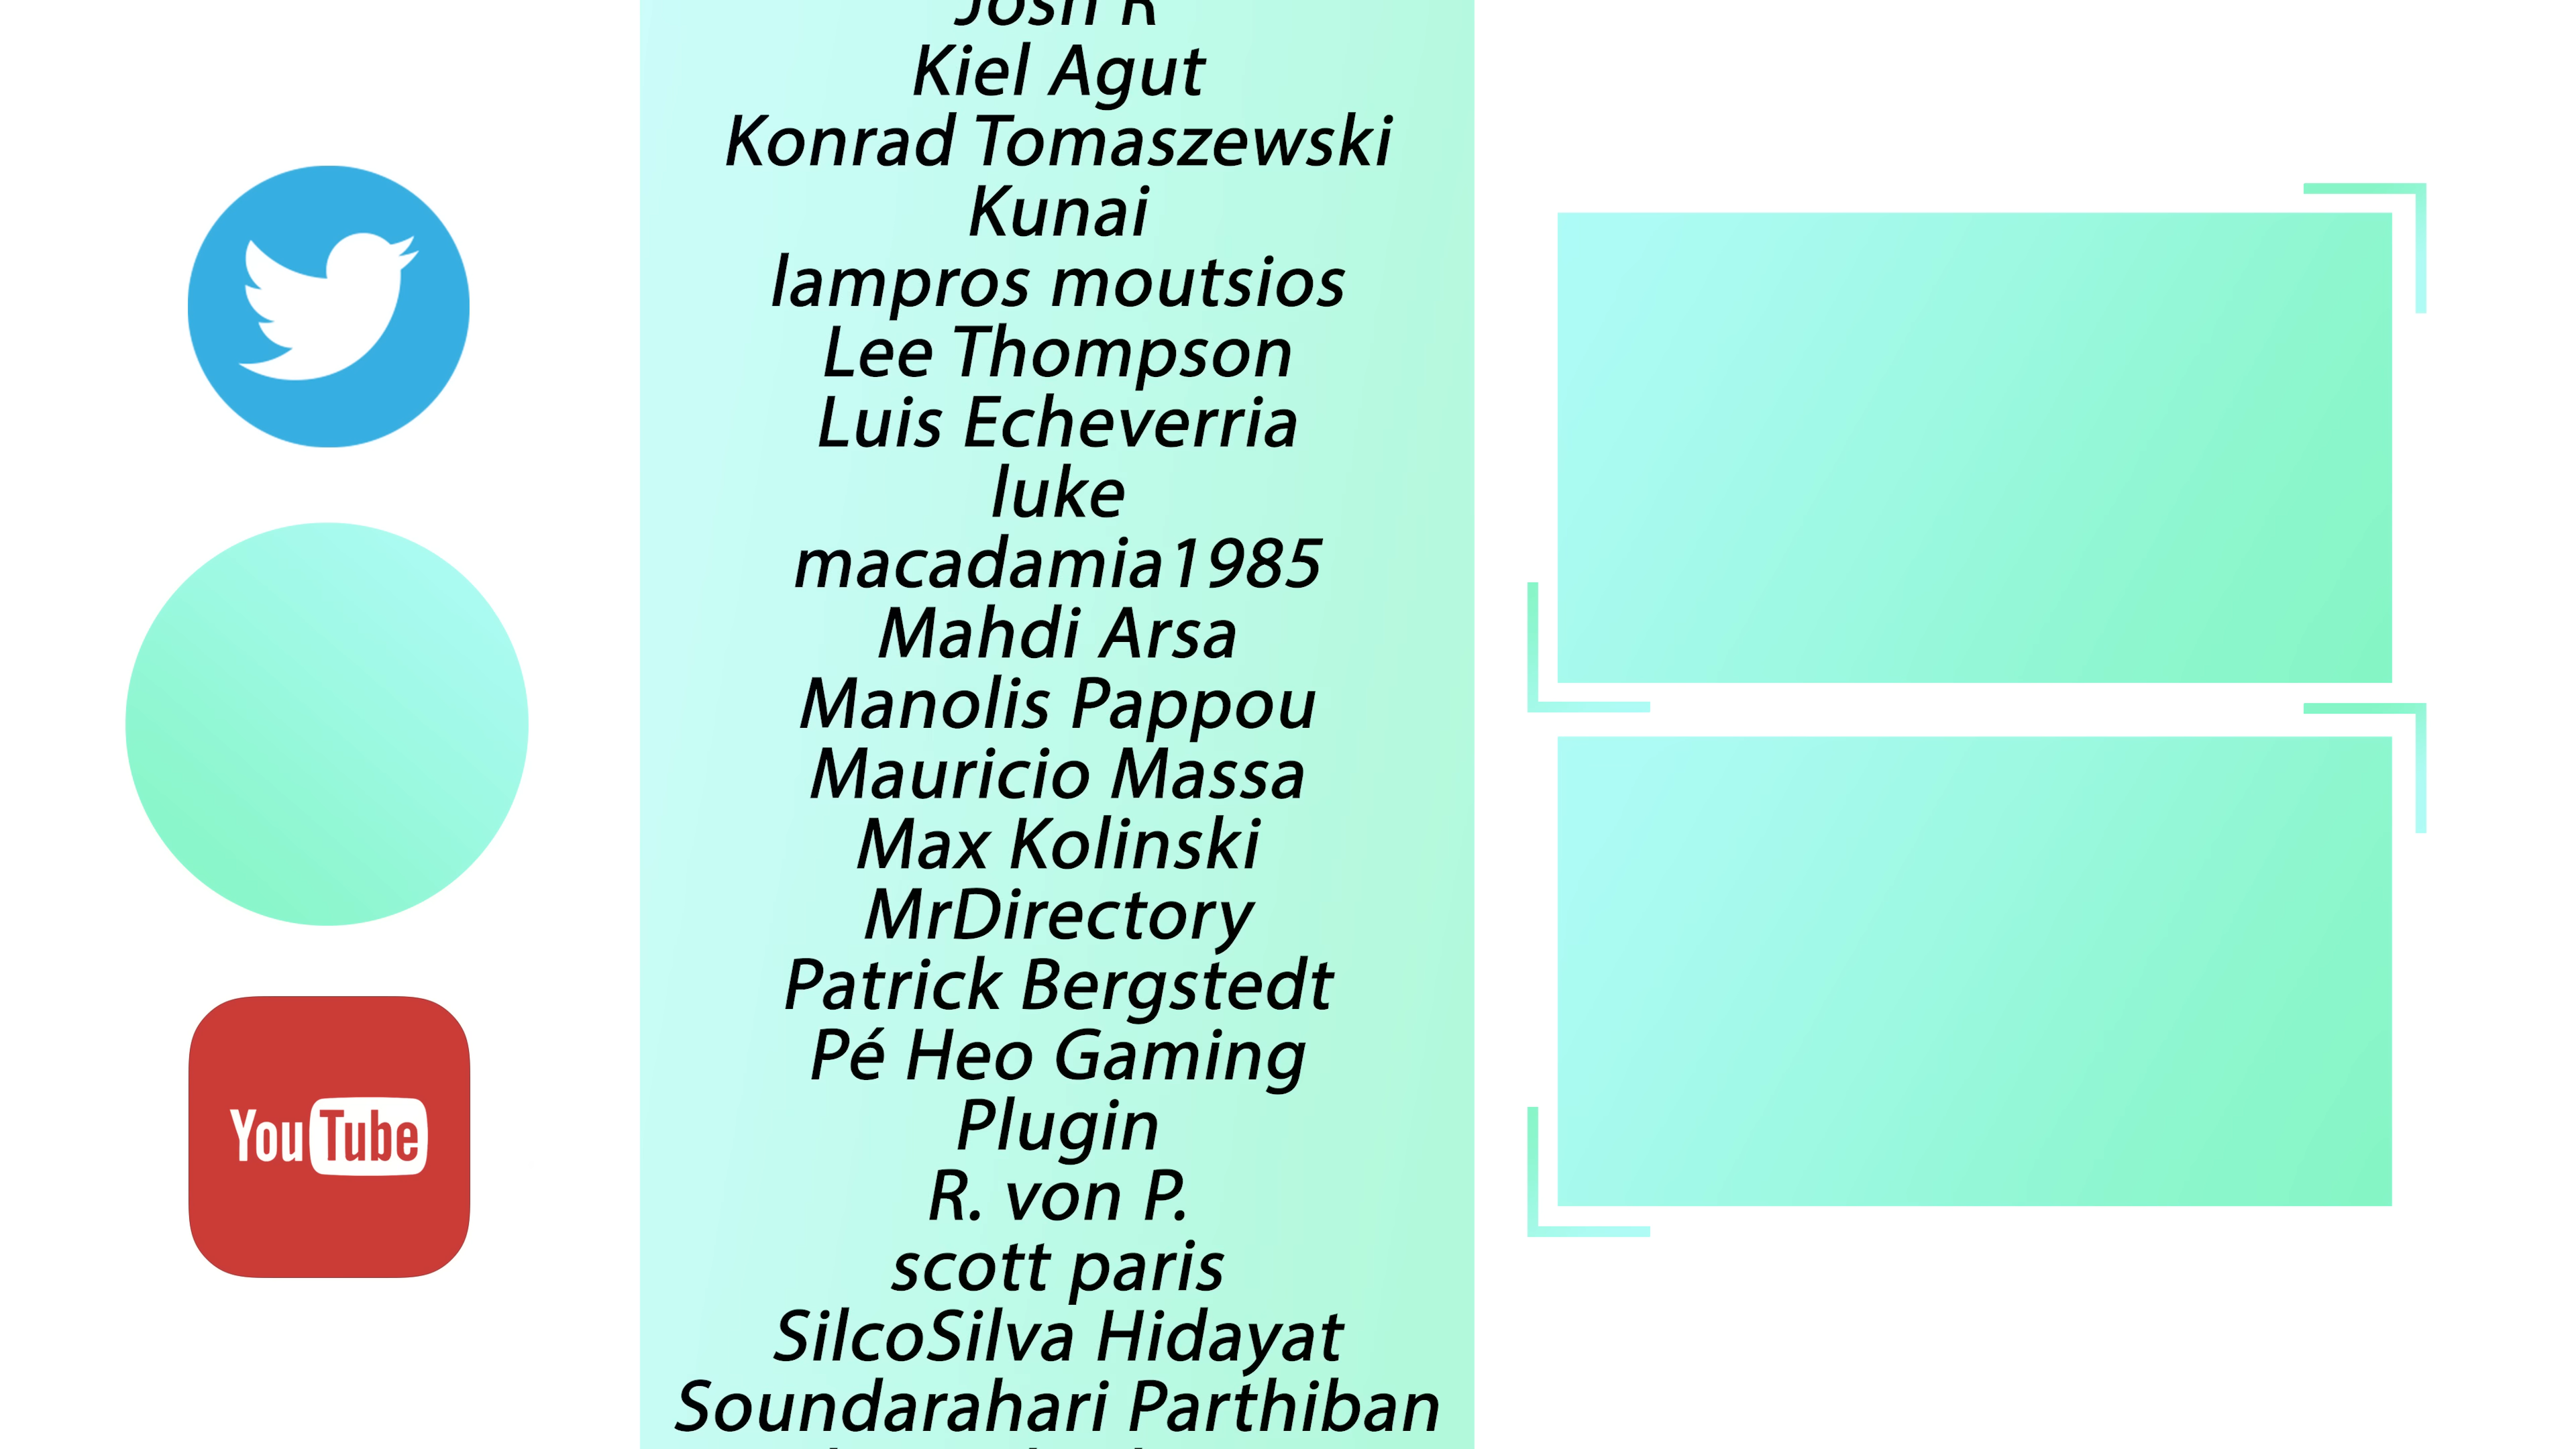 Josh R
Kiel Agut
Konrad Tomaszewski
Kunai
lampros moutsios
Lee Thompson
Luis Echeverria
luke
macadamia1985
Mahdi Arsa
Manolis Pappou
Mauricio Massa
Max Kolinski
MrDirectory
Patrick Bergstedt
Pé Heo Gaming
Plugin
R. von P.
scott paris
SilcoSilva Hidayat
Soundarahari Parthiban
YouTube